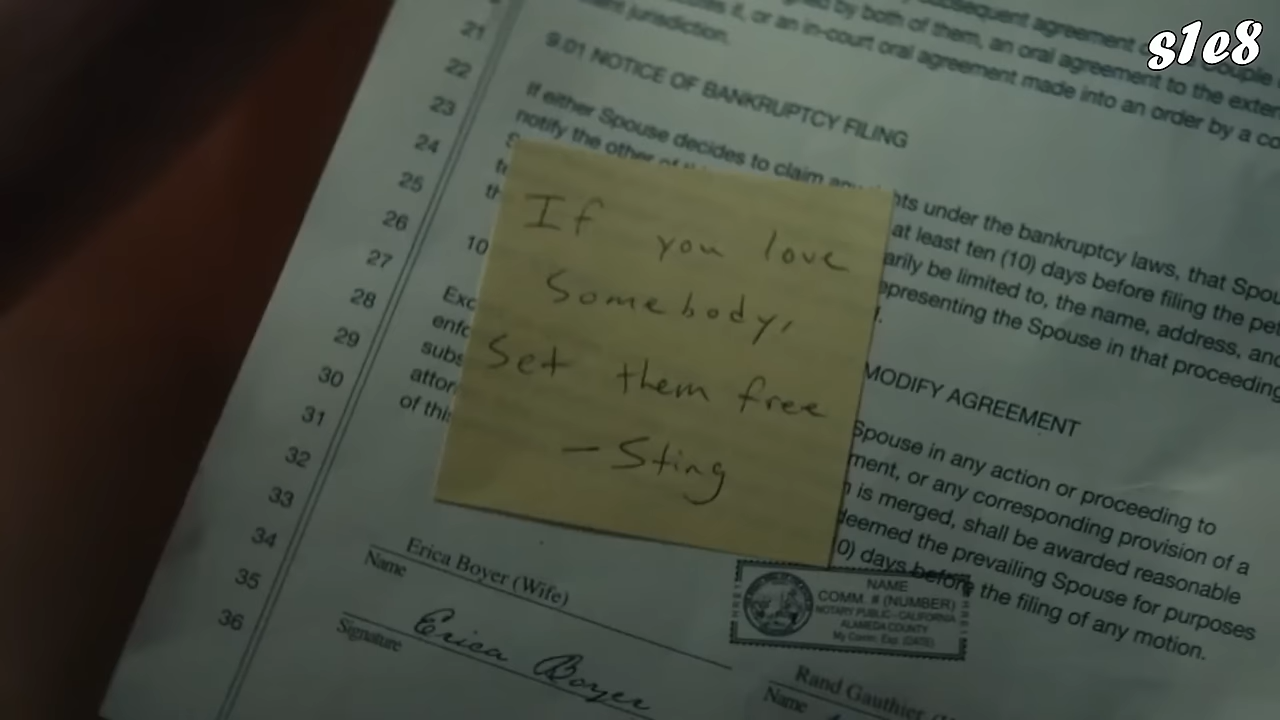 s1e8
subsequent agreement
by both of them, an oral agreement to the
it, or an in-court oral agreement made into an order by a
jurisdiction.
9.01 NOTICE OF BANKRUPTCY FILING
If either Spouse decides to claim any hts under the bankruptcy laws, that
notify the other of at least ten (10) days before filing the
arily be limited to, the name, address, and
epresenting the Spouse in that proceeding
10
MODIFY AGREEMENT
Exc Spouse in any action or proceeding to
enfo ment, or any corresponding provision of a
subs n is merged, shall be awarded reasonable
attor deemed the prevailing Spouse for purposes
of this 0) days before the filing of any motion.
21
22
23
24
25
26
27
28
29
30
31
32
33
34
35
36
If you love
Somebody,
Set them free
- Sting
Erica Boyer (Wife)
Name
Erica Boyer
Signature
NAME
COMM. # (NUMBER)
NOTARY PUBLIC - CALIFORNIA
ALAMEDA COUNTY
My Comm. Exp. (DATE)
Rand Gauthier
Name